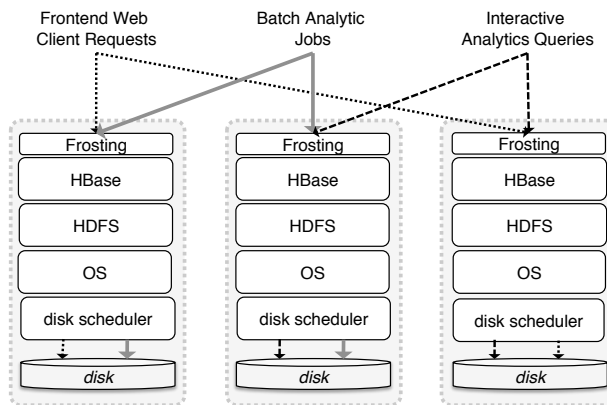 Frontend Web
Client Requests
Batch Analytic
Jobs
Interactive
Analytics Queries
Frosting
HBase
HDFS
OS
disk scheduler
disk
Frosting
HBase
HDFS
OS
disk scheduler
disk
Frosting
HBase
HDFS
OS
disk scheduler
disk